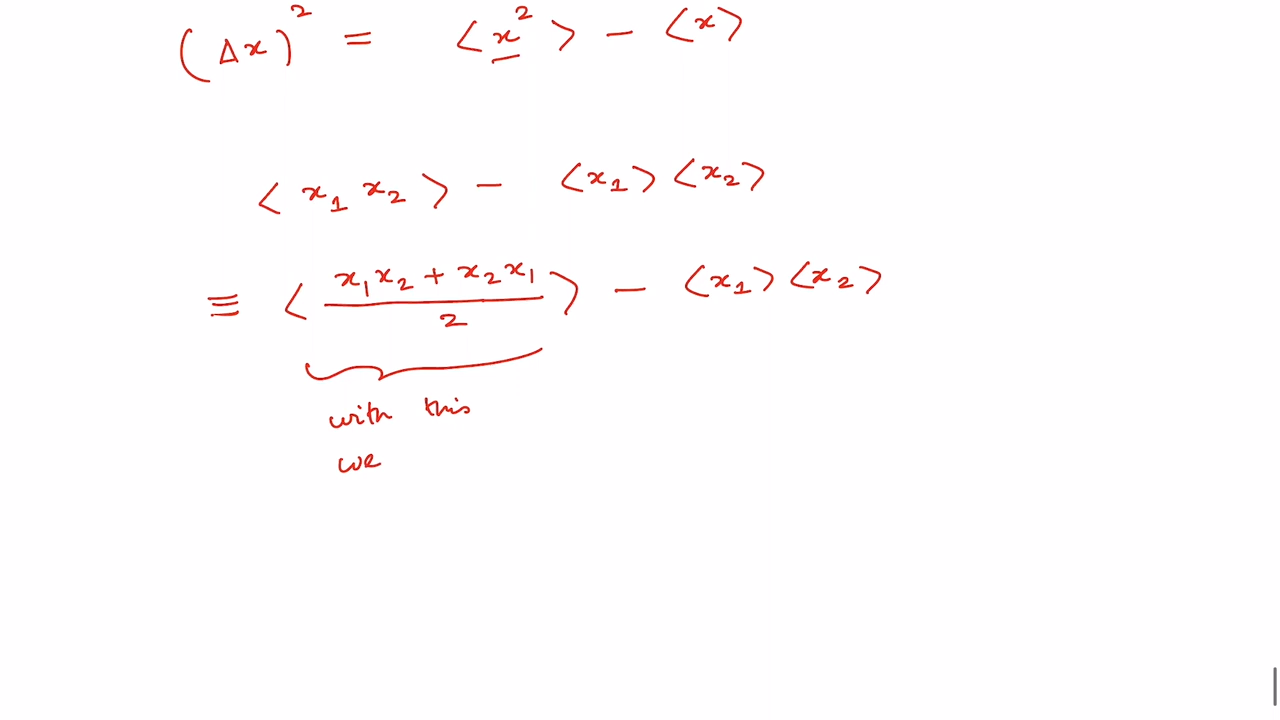 (Δx)² = ⟨x²⟩ - ⟨x⟩
⟨x₁ x₂⟩ - ⟨x₁⟩⟨x₂⟩
≡ ⟨(x₁x₂ + x₂x₁)/2⟩ - ⟨x₁⟩⟨x₂⟩
with this
we